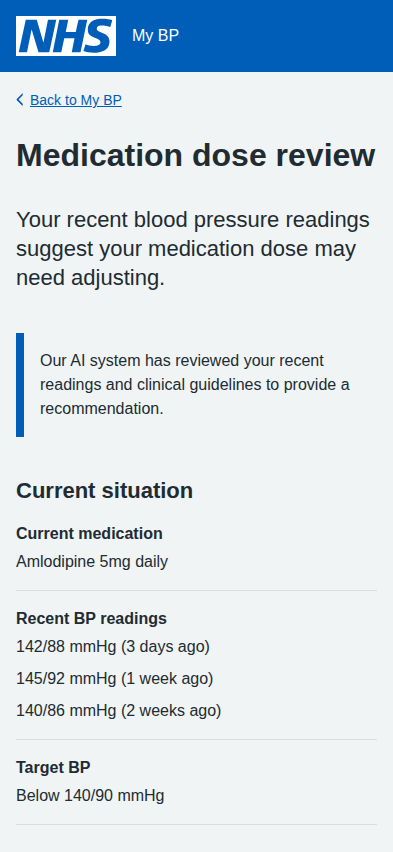 NHS
My BP
Back to My BP
Medication dose review
Your recent blood pressure readings
suggest your medication dose may
need adjusting.
Our AI system has reviewed your recent
readings and clinical guidelines to provide a
recommendation.
Current situation
Current medication
Amlodipine 5mg daily
Recent BP readings
142/88 mmHg (3 days ago)
145/92 mmHg (1 week ago)
140/86 mmHg (2 weeks ago)
Target BP
Below 140/90 mmHg